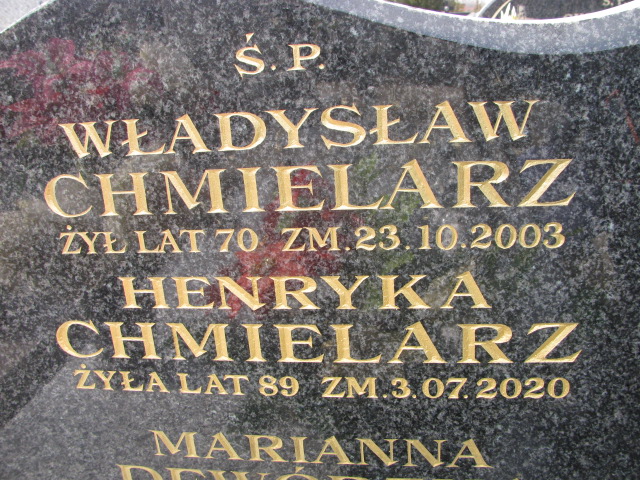 Ś.P.
WŁADYSŁAW
CHMIELARZ
ŻYŁ LAT 70 ZM.23.10.2003
HENRYKA
CHMIELARZ
ŻYŁA LAT 89 ZM.3.07.2020
MARIANNA